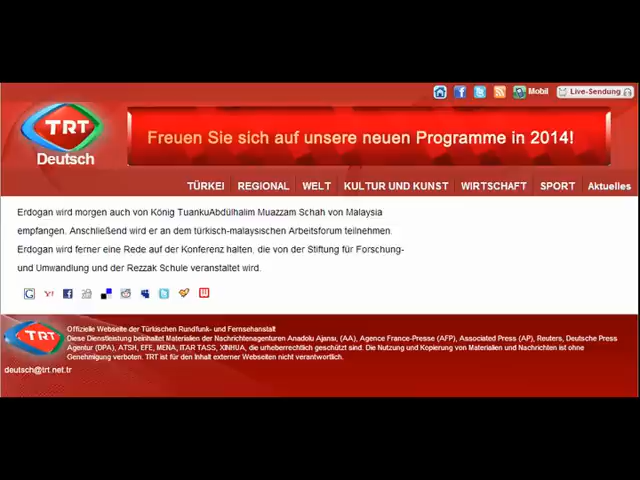 Mobil
Live-Sendung
TRT
Deutsch
Freuen Sie sich auf unsere neuen Programme in 2014!
TÜRKEI REGIONAL WELT KULTUR UND KUNST WIRTSCHAFT SPORT Aktuelles
Erdogan wird morgen auch von König TuankuAbdülhalim Muazzam Schah von Malaysia
empfangen. Anschließend wird er an dem türkisch-malaysischen Arbeitsforum teilnehmen.
Erdogan wird ferner eine Rede auf der Konferenz halten, die von der Stiftung für Forschung-
und Umwandlung und der Rezzak Schule veranstaltet wird.
TRT
Offizielle Webseite der Türkischen Rundfunk- und Fernsehanstalt
Diese Dienstleistung beinhaltet Materialien der Nachrichtenagenturen Anadolu Ajansı, (AA), Agence France-Presse (AFP), Associated Press (AP), Reuters, Deutsche Press
Agentur (DPA), ATSH, EFE, MENA, ITAR TASS, XINHUA, die urheberrechtlich geschützt sind. Die Nutzung und Kopierung von Materialien und Nachrichten ist ohne
Genehmigung verboten. TRT ist für den Inhalt externer Webseiten nicht verantwortlich.
deutsch@trt.net.tr